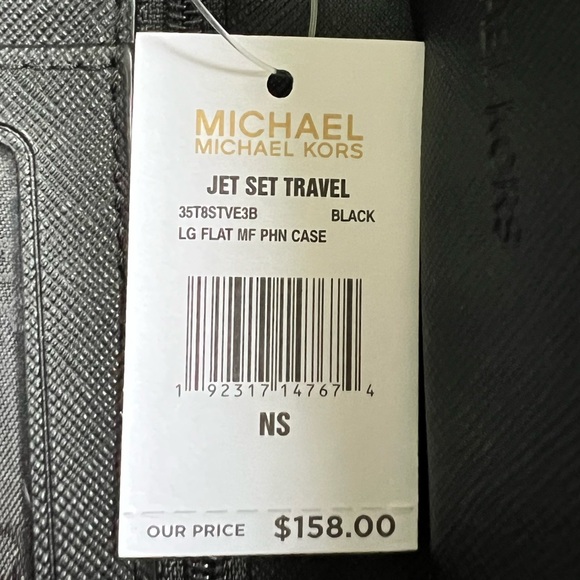 MICHAEL
MICHAEL KORS
JET SET TRAVEL
35T8STVE3B BLACK
LG FLAT MF PHN CASE
1 92317 14767 4
NS
OUR PRICE $158.00
KORS